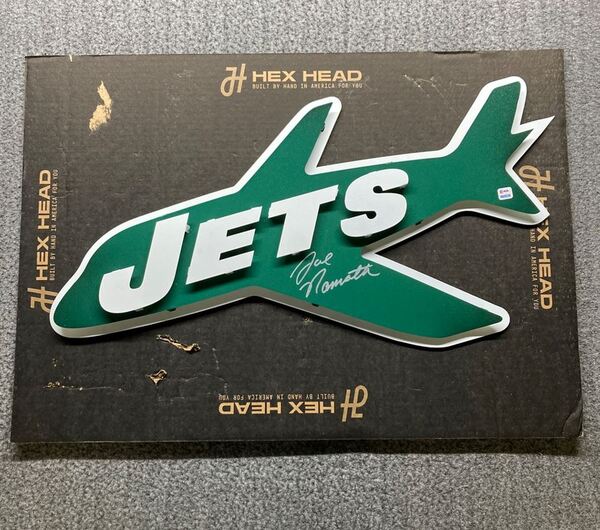 HEX HEAD
BUILT BY HAND IN AMERICA FOR YOU
HEX HEAD
BUILT BY HAND IN AMERICA FOR YOU
JETS
Joe
Namath
HEX HEAD
BUILT BY HAND IN AMERICA FOR YOU
HEX HEAD
BUILT BY HAND IN AMERICA FOR YOU